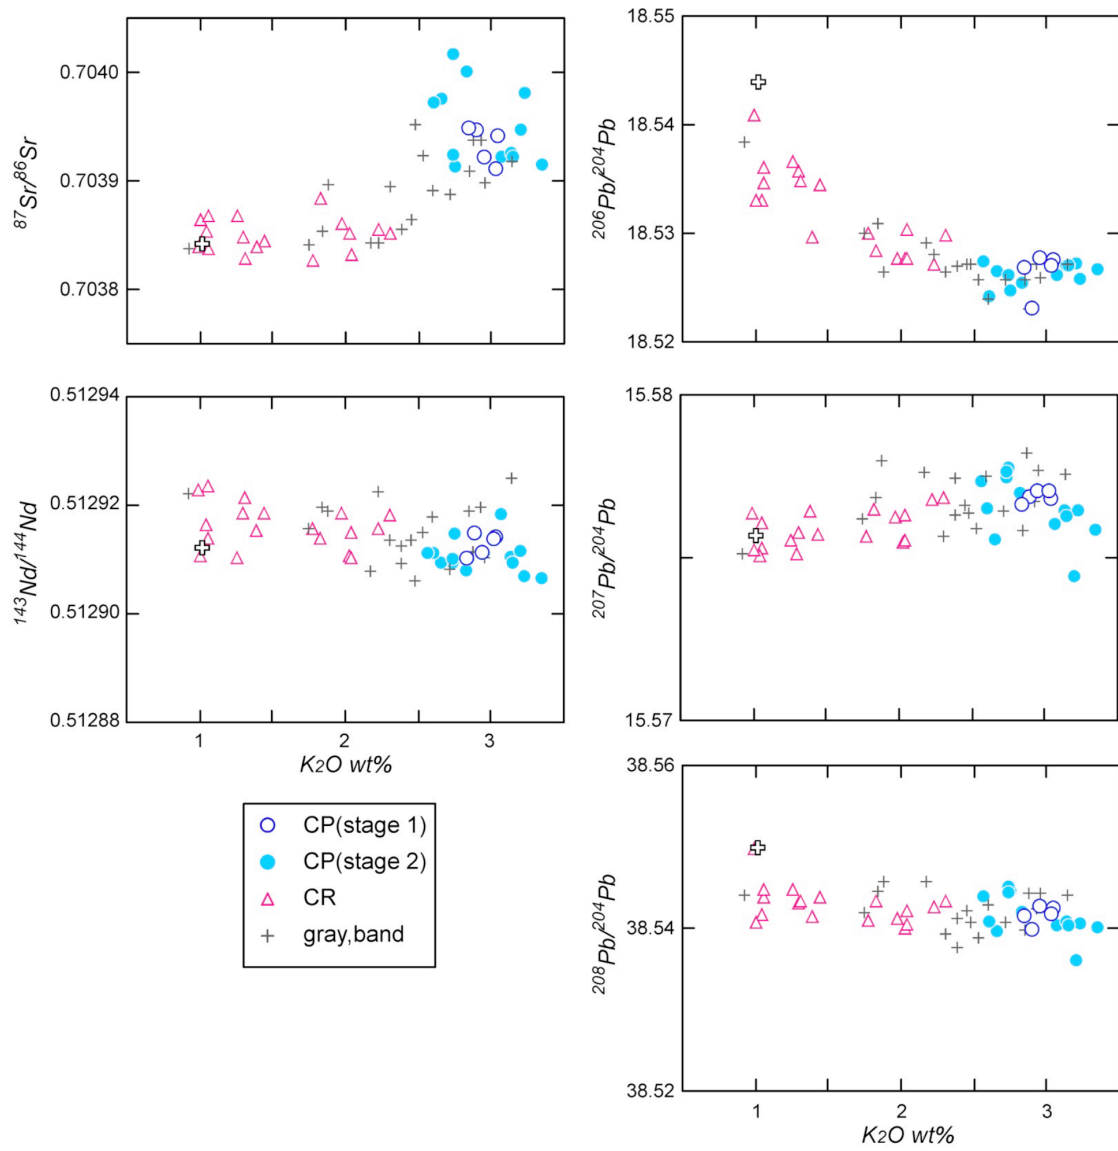 0.7040
0.7039
0.7038
87Sr/86Sr
18.55
18.54
18.53
18.52
206Pb/204Pb
0.51294
0.51292
0.51290
0.51288
143Nd/144Nd
1 2 3
K2O wt%
15.58
15.57
207Pb/204Pb
CP(stage 1)
CP(stage 2)
CR
gray,band
38.56
38.54
38.52
208Pb/204Pb
1 2 3
K2O wt%